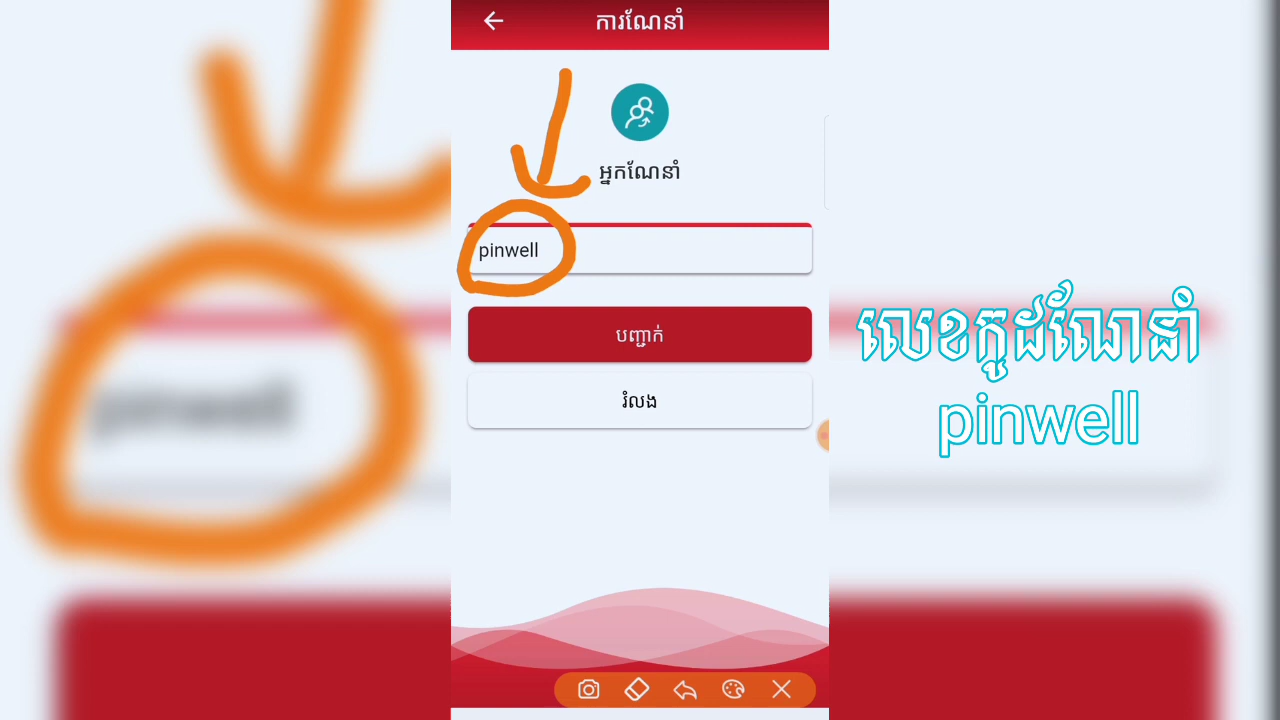 ការណែនាំ
អ្នកណែនាំ
pinwell
បញ្ជាក់
រំលង
លេខកូដណែនាំ
pinwell